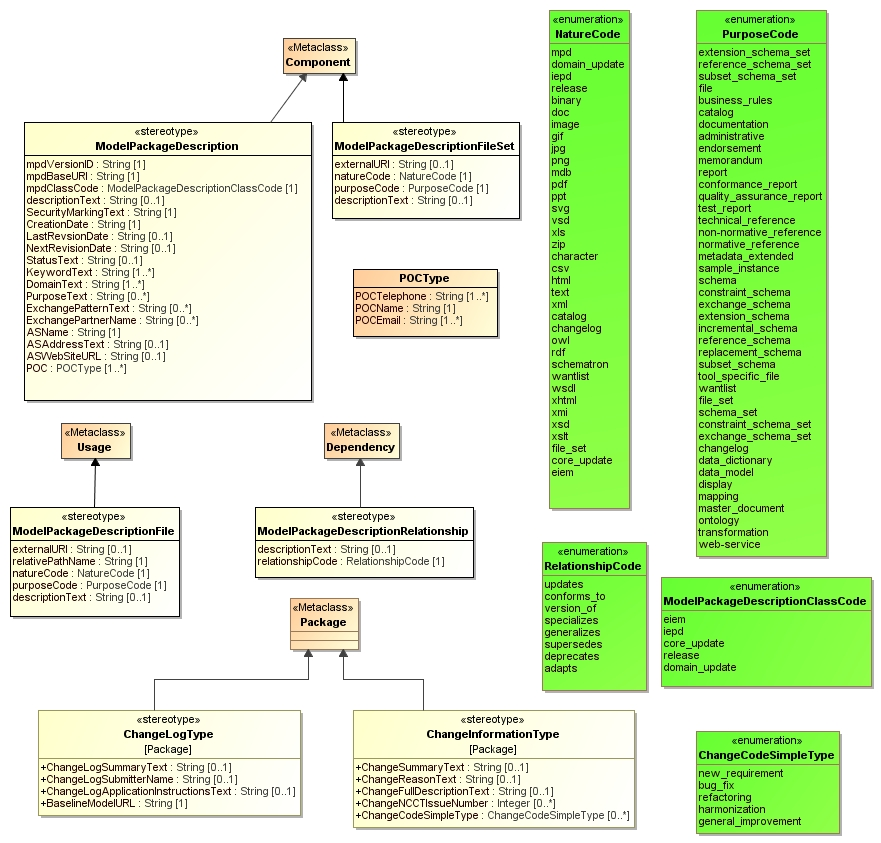 «Metaclass»
Component
«stereotype»
ModelPackageDescription
mpdVersionID : String [1]
mpdBaseURI : String [1]
mpdClassCode : ModelPackageDescriptionClassCode [1]
descriptionText : String [0..1]
SecurityMarkingText : String [1]
CreationDate : String [1]
LastRevsionDate : String [0..1]
NextRevisionDate : String [0..1]
StatusText : String [0..1]
KeywordText : String [1..*]
DomainText : String [1..*]
PurposeText : String [0..*]
ExchangePatternText : String [0..*]
ExchangePartnerName : String [0..*]
ASName : String [1]
ASAddressText : String [0..1]
ASWebSiteURL : String [0..1]
POC : POCType [1..*]
«stereotype»
ModelPackageDescriptionFileSet
externalURI : String [0..1]
natureCode : NatureCode [1]
purposeCode : PurposeCode [1]
descriptionText : String [0..1]
POCType
POCTelephone : String [1..*]
POCName : String [1]
POCEmail : String [1..*]
«Metaclass»
Usage
«stereotype»
ModelPackageDescriptionFile
externalURI : String [0..1]
relativePathName : String [1]
natureCode : NatureCode [1]
purposeCode : PurposeCode [1]
descriptionText : String [0..1]
«Metaclass»
Dependency
«stereotype»
ModelPackageDescriptionRelationship
descriptionText : String [0..1]
relationshipCode : RelationshipCode [1]
«Metaclass»
Package
«stereotype»
ChangeLogType
[Package]
+ChangeLogSummaryText : String [0..1]
+ChangeLogSubmitterName : String [0..1]
+ChangeLogApplicationInstructionsText : String [0..1]
+BaselineModelURL : String [1]
«stereotype»
ChangeInformationType
[Package]
+ChangeSummaryText : String [0..1]
+ChangeReasonText : String [0..1]
+ChangeFullDescriptionText : String [0..1]
+ChangeNCCTIssueNumber : Integer [0..*]
+ChangeCodeSimpleType : ChangeCodeSimpleType [0..*]
«enumeration»
NatureCode
mpd
domain_update
iepd
release
binary
doc
image
gif
jpg
png
mdb
pdf
ppt
svg
vsd
xls
zip
character
csv
html
text
xml
catalog
changelog
owl
rdf
schematron
wantlist
wsdl
xhtml
xmi
xsd
xslt
file_set
core_update
eiem
«enumeration»
PurposeCode
extension_schema_set
reference_schema_set
subset_schema_set
file
business_rules
catalog
documentation
administrative
endorsement
memorandum
report
conformance_report
quality_assurance_report
test_report
technical_reference
non-normative_reference
normative_reference
metadata_extended
sample_instance
schema
constraint_schema
exchange_schema
extension_schema
incremental_schema
reference_schema
replacement_schema
subset_schema
tool_specific_file
wantlist
file_set
schema_set
constraint_schema_set
exchange_schema_set
changelog
data_dictionary
data_model
display
mapping
master_document
ontology
transformation
web-service
«enumeration»
RelationshipCode
updates
conforms_to
version_of
specializes
generalizes
supersedes
deprecates
adapts
«enumeration»
ModelPackageDescriptionClassCode
eiem
iepd
core_update
release
domain_update
«enumeration»
ChangeCodeSimpleType
new_requirement
bug_fix
refactoring
harmonization
general_improvement